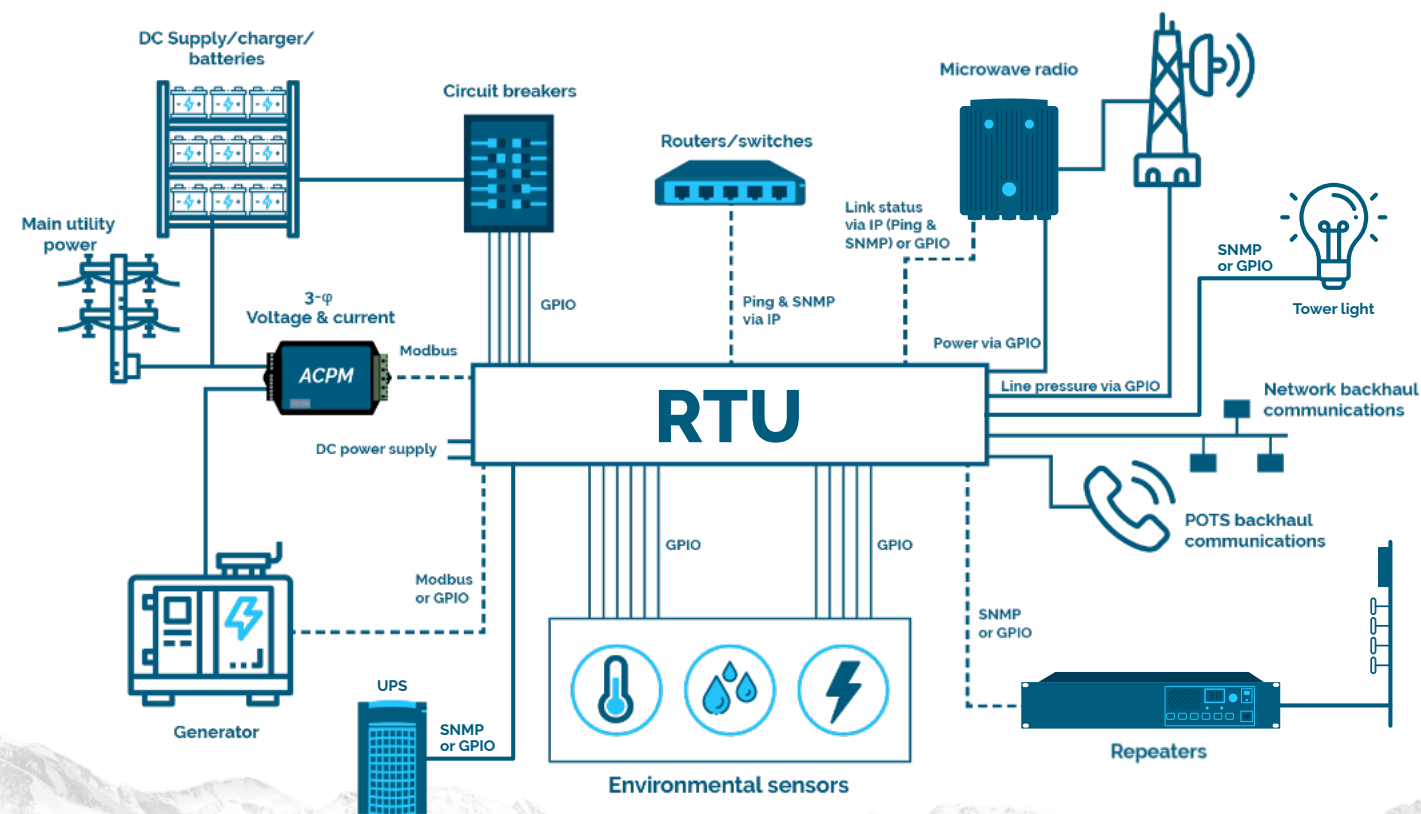 DC Supply/charger/
batteries
Circuit breakers
Microwave radio
Routers/switches
Main utility
power
Link status
via IP (Ping &
SNMP) or GPIO
SNMP
or GPIO
Tower light
3-φ
Voltage & current
GPIO
Ping & SNMP
via IP
Modbus
Power via GPIO
ACPM
RTU
Line pressure via GPIO
Network backhaul
communications
DC power supply
POTS backhaul
communications
GPIO
GPIO
Modbus
or GPIO
SNMP
or GPIO
Generator
UPS
SNMP
or GPIO
Repeaters
Environmental sensors